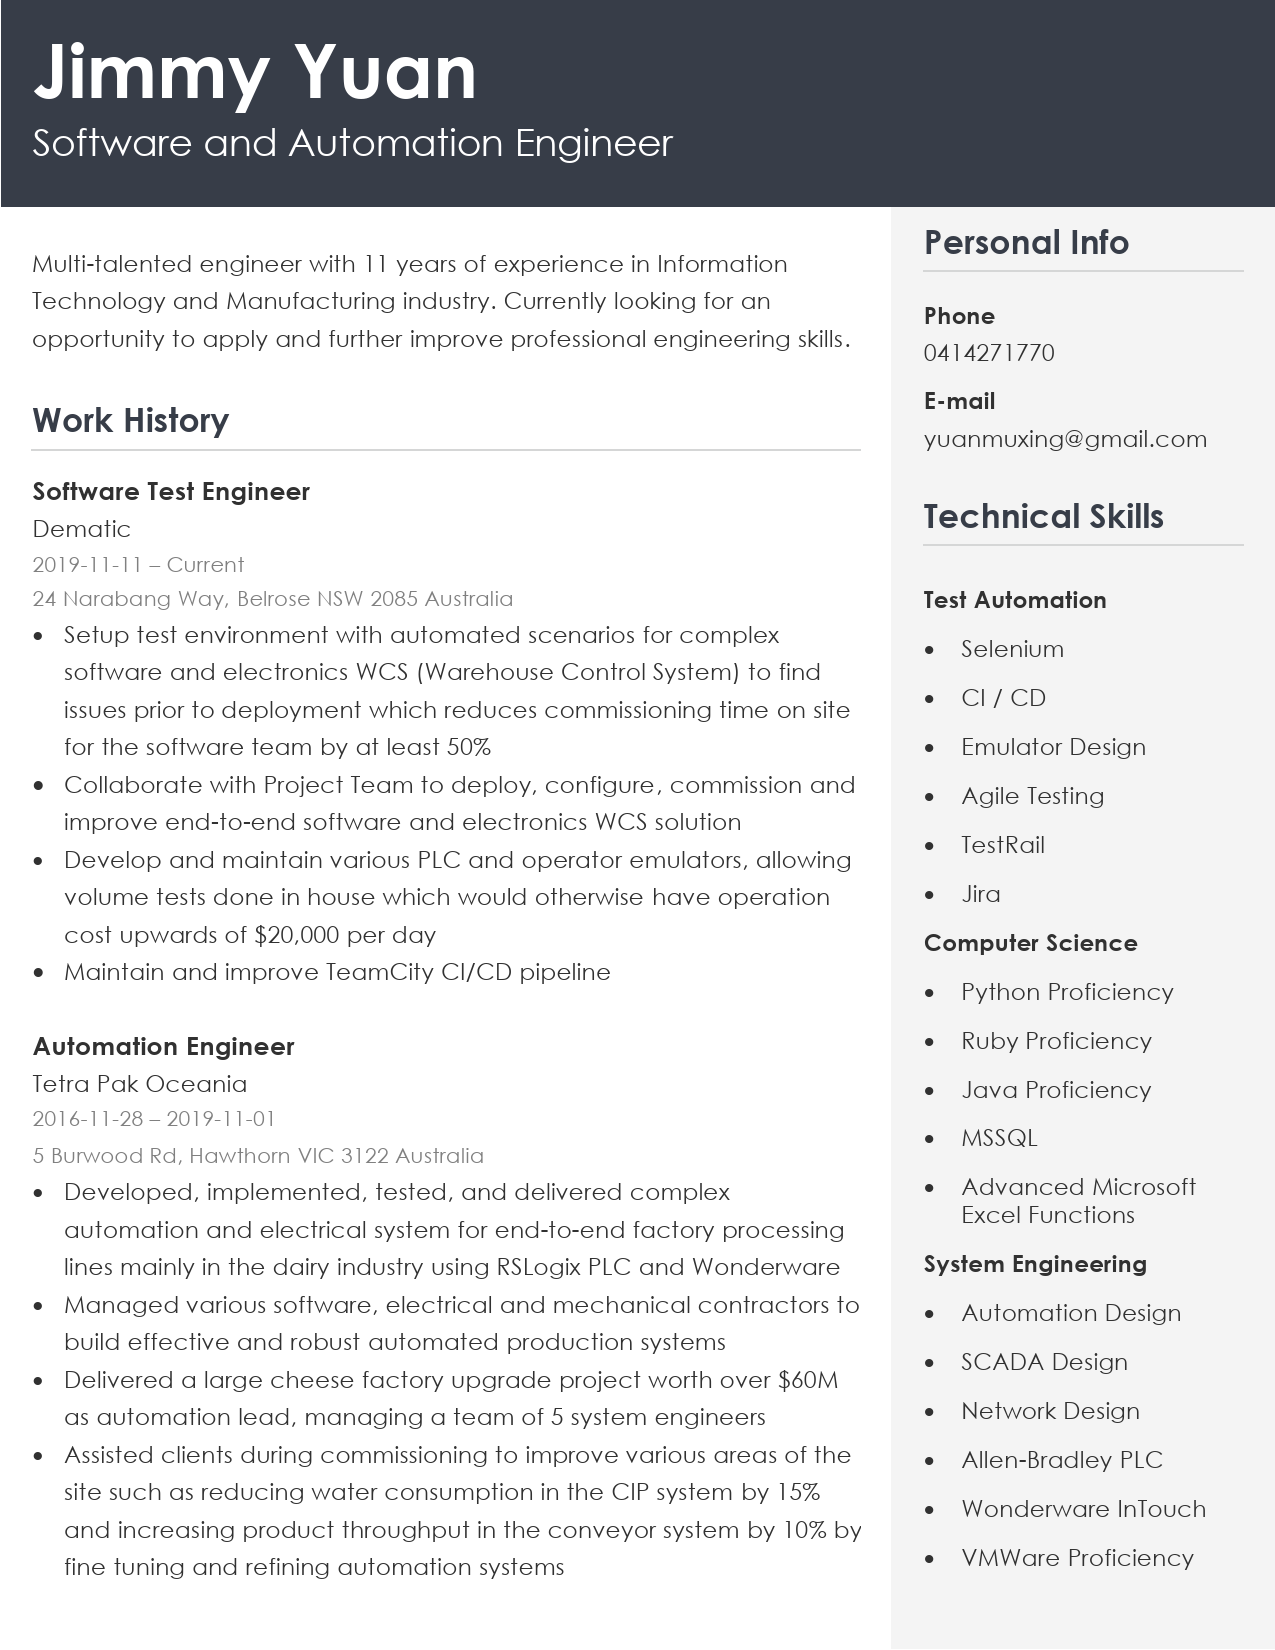 Jimmy Yuan
Software and Automation Engineer
Multi-talented engineer with 11 years of experience in Information
Technology and Manufacturing industry. Currently looking for an
opportunity to apply and further improve professional engineering skills.
Work History
Software Test Engineer
Dematic
2019-11-11 – Current
24 Narabang Way, Belrose NSW 2085 Australia
• Setup test environment with automated scenarios for complex
software and electronics WCS (Warehouse Control System) to find
issues prior to deployment which reduces commissioning time on site
for the software team by at least 50%
• Collaborate with Project Team to deploy, configure, commission and
improve end-to-end software and electronics WCS solution
• Develop and maintain various PLC and operator emulators, allowing
volume tests done in house which would otherwise have operation
cost upwards of $20,000 per day
• Maintain and improve TeamCity CI/CD pipeline
Automation Engineer
Tetra Pak Oceania
2016-11-28 – 2019-11-01
5 Burwood Rd, Hawthorn VIC 3122 Australia
• Developed, implemented, tested, and delivered complex
automation and electrical system for end-to-end factory processing
lines mainly in the dairy industry using RSLogix PLC and Wonderware
• Managed various software, electrical and mechanical contractors to
build effective and robust automated production systems
• Delivered a large cheese factory upgrade project worth over $60M
as automation lead, managing a team of 5 system engineers
• Assisted clients during commissioning to improve various areas of the
site such as reducing water consumption in the CIP system by 15%
and increasing product throughput in the conveyor system by 10% by
fine tuning and refining automation systems
Personal Info
Phone
0414271770
E-mail
yuanmuxing@gmail.com
Technical Skills
Test Automation
• Selenium
• CI / CD
• Emulator Design
• Agile Testing
• TestRail
• Jira
Computer Science
• Python Proficiency
• Ruby Proficiency
• Java Proficiency
• MSSQL
• Advanced Microsoft
Excel Functions
System Engineering
• Automation Design
• SCADA Design
• Network Design
• Allen-Bradley PLC
• Wonderware InTouch
• VMWare Proficiency